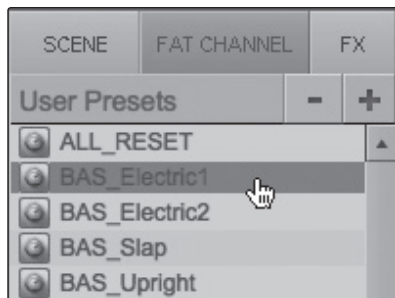 SCENE FAT CHANNEL FX
User Presets - +
ALL_RESET
BAS_Electric1
BAS_Electric2
BAS_Slap
BAS_Upright